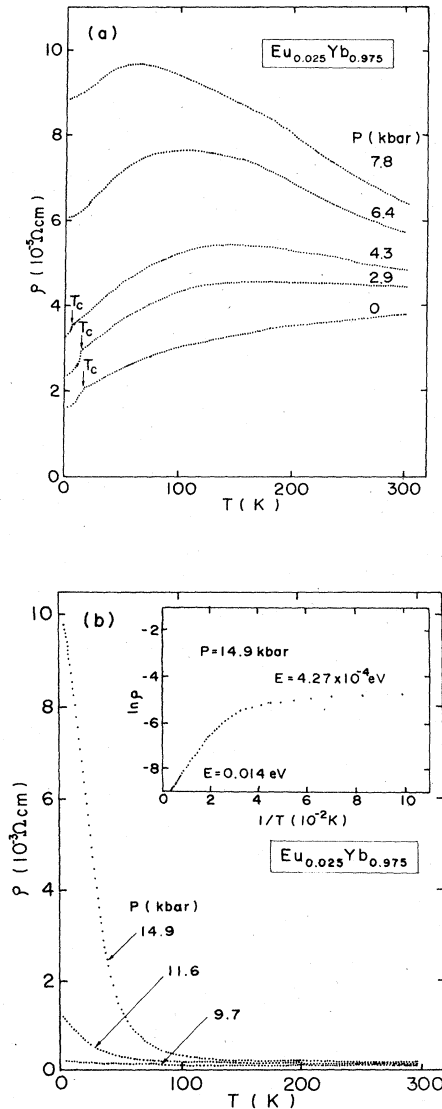 (a)
Eu0.025Yb0.975
P (kbar)
7.8
6.4
4.3
2.9
0
Tc
Tc
Tc
10
8
6
4
2
0
ρ (10⁻⁵Ωcm)
0
100
200
300
T (K)
(b)
P=14.9 kbar
E=4.27x10⁻⁴eV
E=0.014 eV
-2
-4
-6
-8
lnρ
0
2
4
6
8
10
1/T (10⁻²K)
Eu0.025Yb0.975
P (kbar)
14.9
11.6
9.7
10
8
6
4
2
0
ρ (10⁻³Ωcm)
0
100
200
300
T (K)